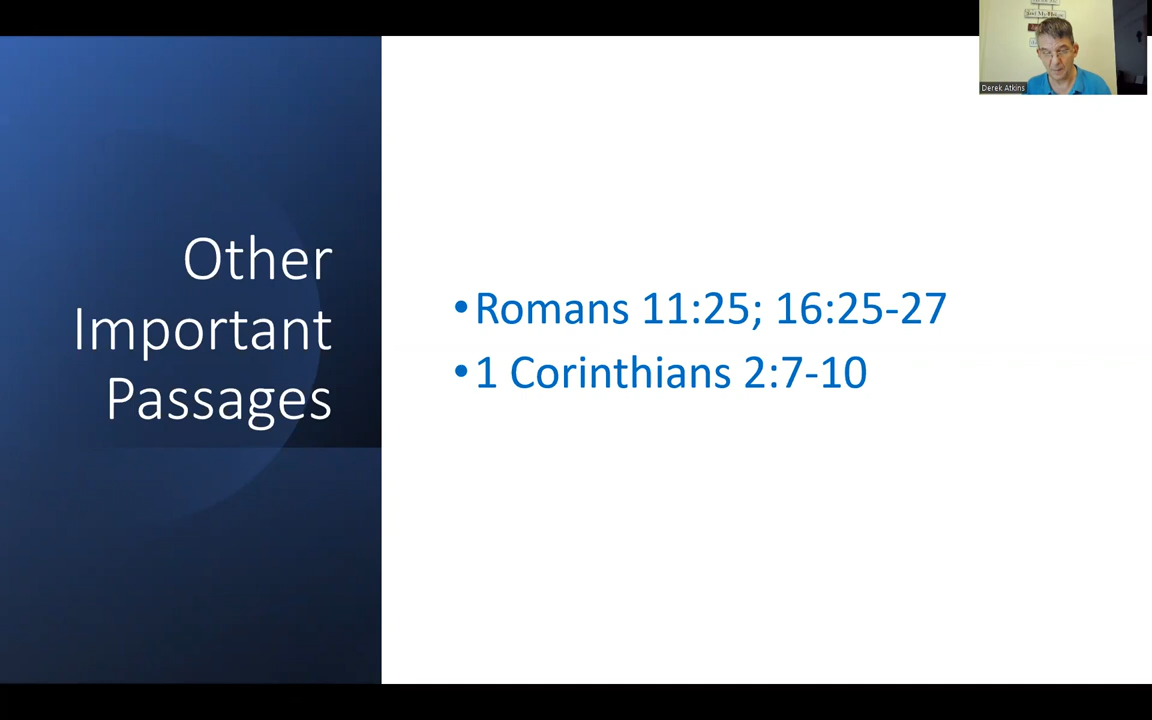 Other
Important
Passages
•Romans 11:25; 16:25-27
•1 Corinthians 2:7-10
Derek Atkins